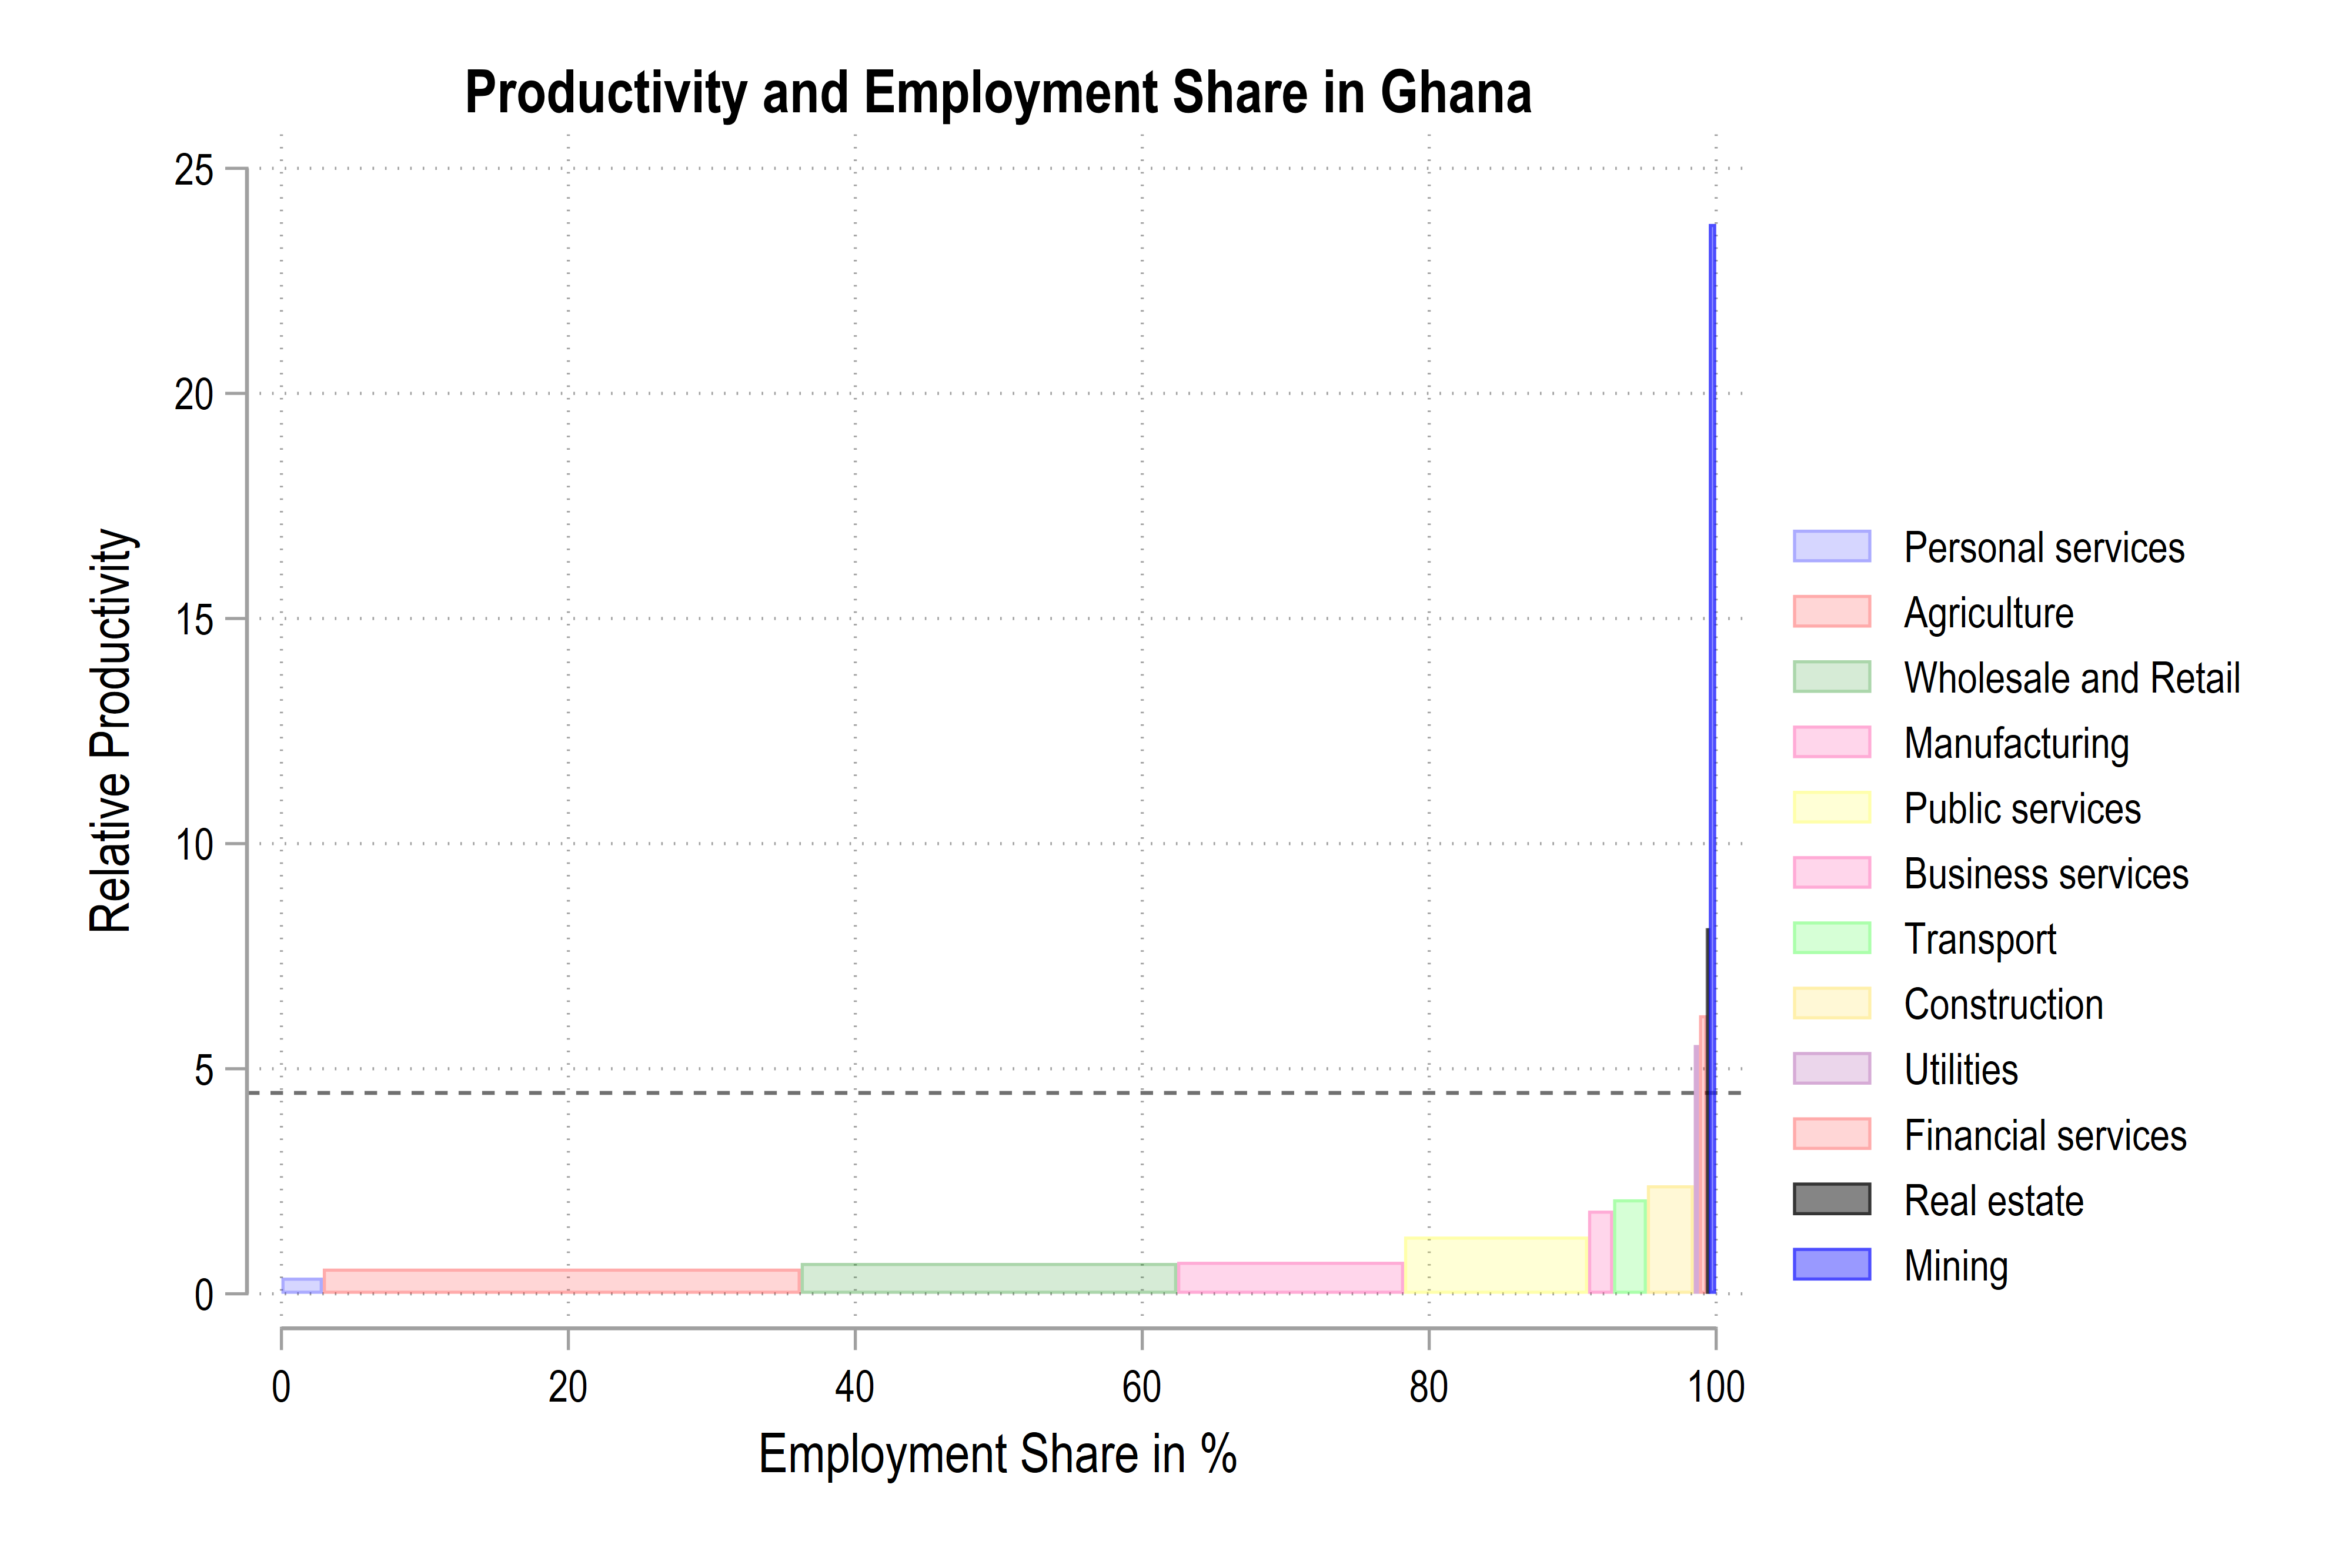 Productivity and Employment Share in Ghana
Relative Productivity
25
20
15
10
5
0
0 20 40 60 80 100
Employment Share in %
Personal services
Agriculture
Wholesale and Retail
Manufacturing
Public services
Business services
Transport
Construction
Utilities
Financial services
Real estate
Mining